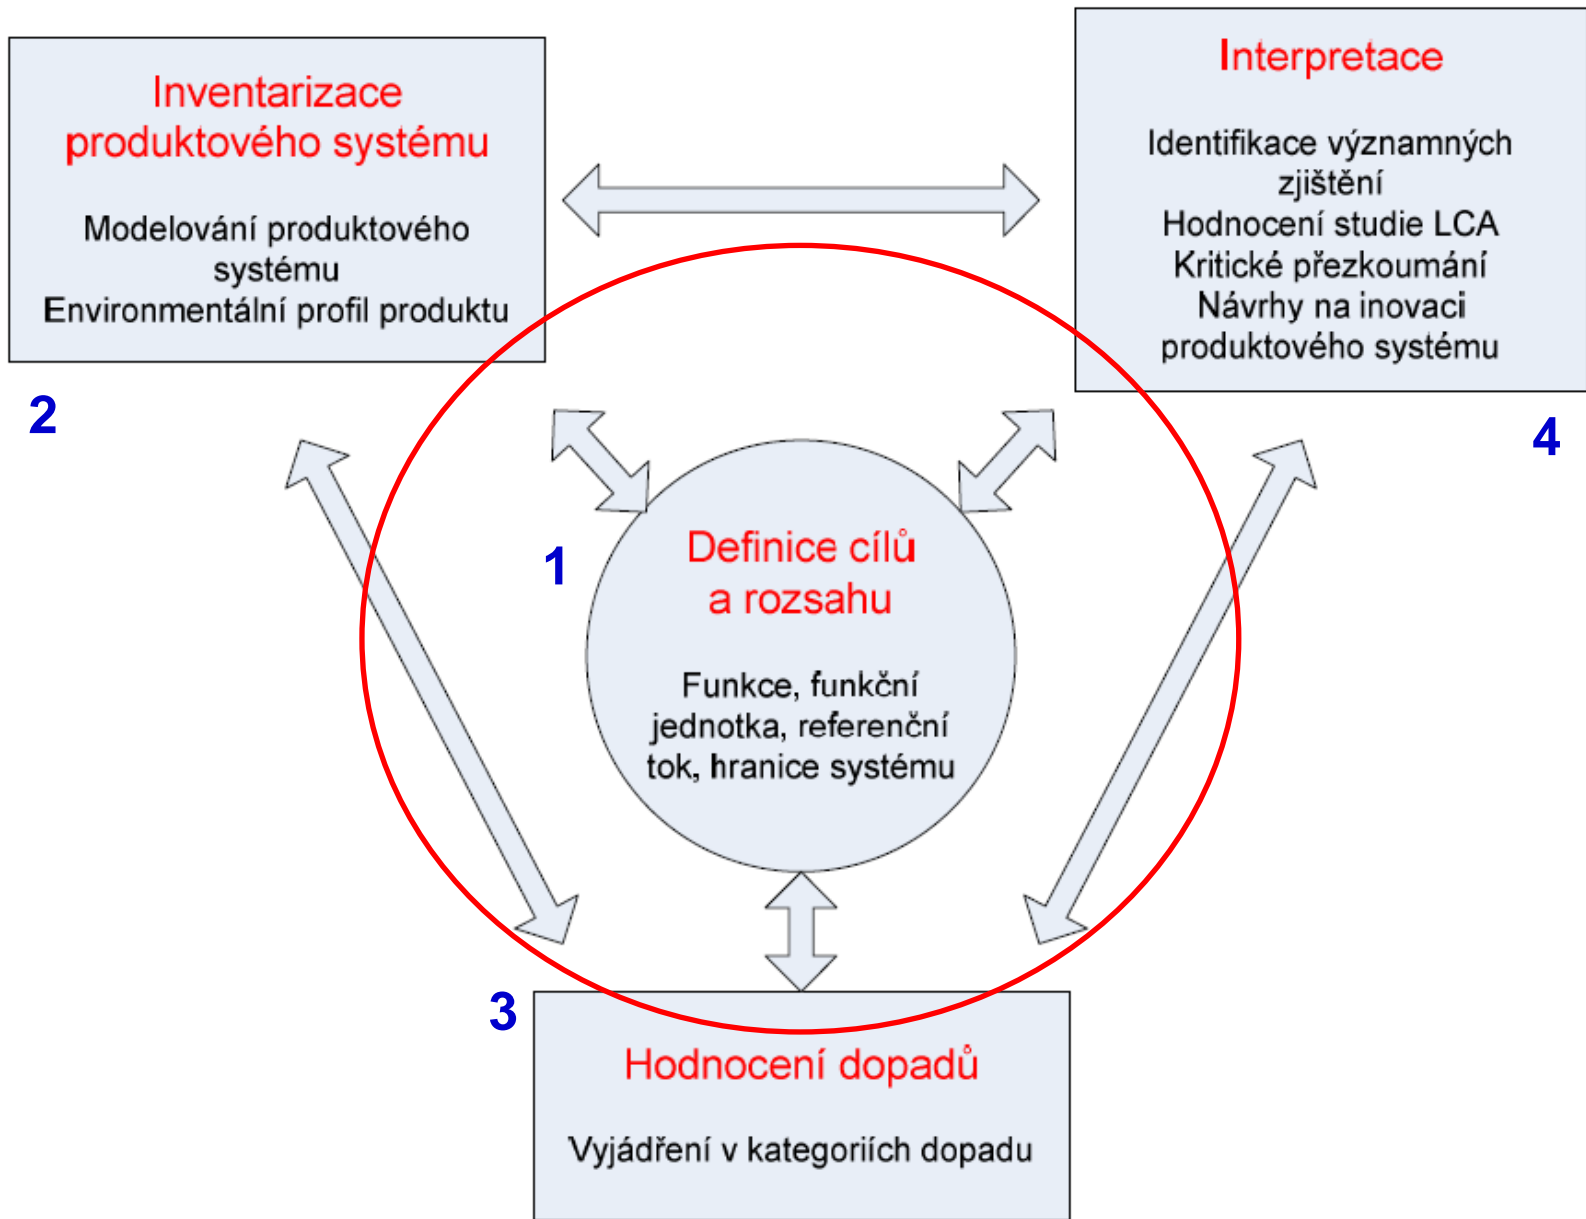 Inventarizace
produktového systému
Modelování produktového
systému
Environmentální profil produktu
2
Interpretace
Identifikace významných
zjištění
Hodnocení studie LCA
Kritické přezkoumání
Návrhy na inovaci
produktového systému
4
1
Definice cílů
a rozsahu
Funkce, funkční
jednotka, referenční
tok, hranice systému
3
Hodnocení dopadů
Vyjádření v kategoriích dopadu